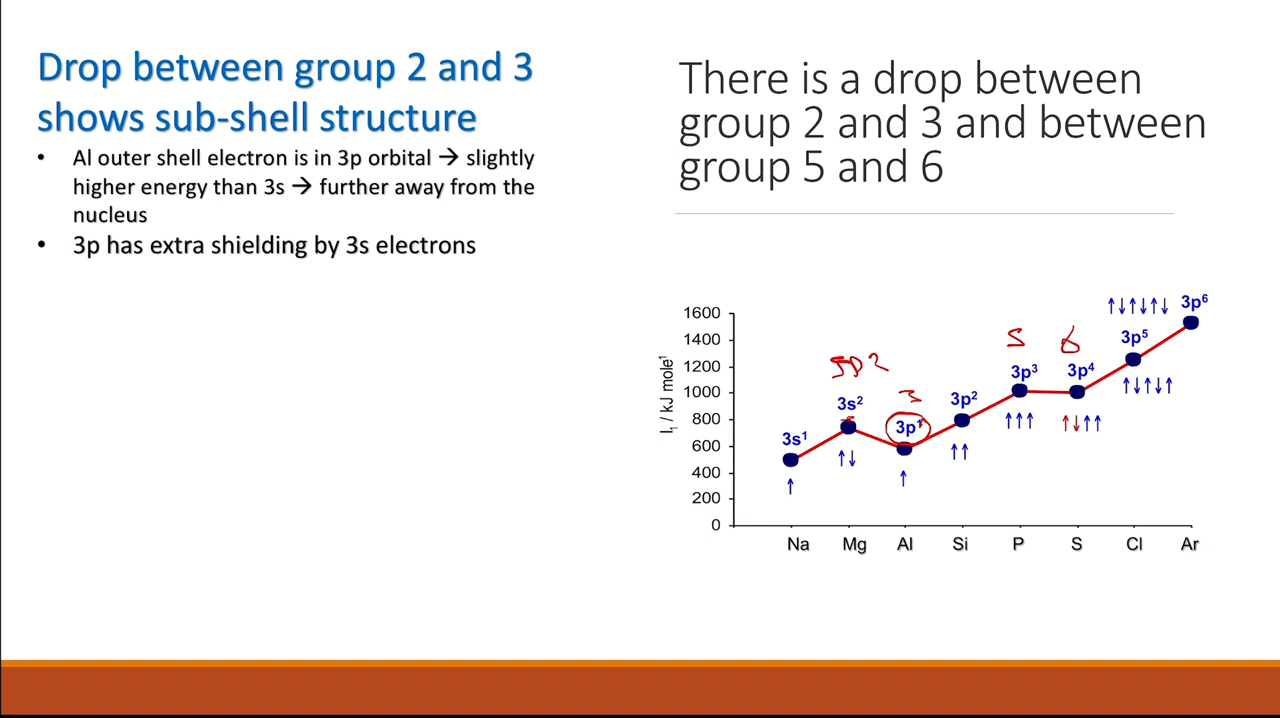 Drop between group 2 and 3
shows sub-shell structure
• Al outer shell electron is in 3p orbital → slightly
higher energy than 3s → further away from the
nucleus
• 3p has extra shielding by 3s electrons
There is a drop between
group 2 and 3 and between
group 5 and 6
I₁ / kJ mole¹
1600
1400
1200
1000
800
600
400
200
0
3s¹
↑
3s²
↑↓
3
3p¹
↑
3p²
↑↑
5
3p³
↑↑↑
6
3p⁴
↑↓↑↑
3p⁵
↑↓↑↓↑
↑↓↑↓↑↓ 3p⁶
Na Mg Al Si P S Cl Ar